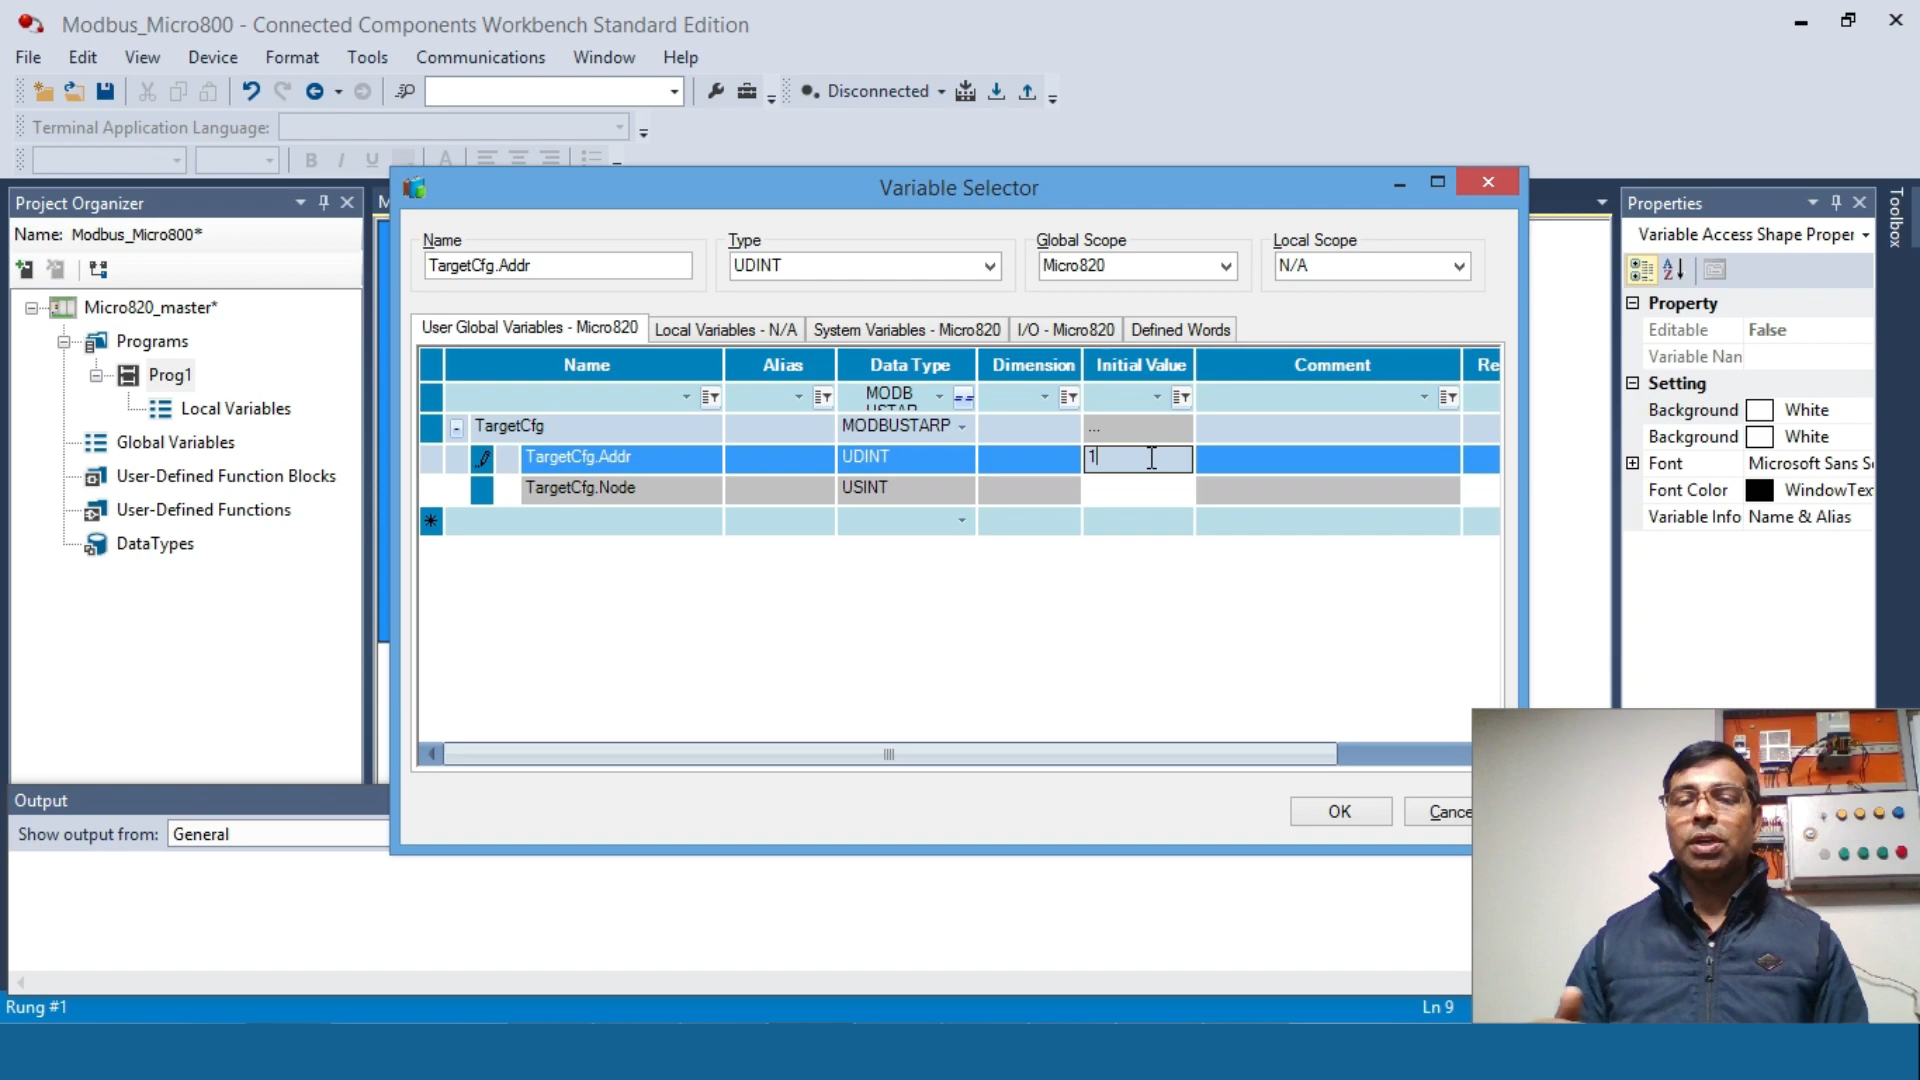 Modbus_Micro800 - Connected Components Workbench Standard Edition
File Edit View Device Format Tools Communications Window Help
Disconnected
Terminal Application Language:
B I U A
Project Organizer
Name: Modbus_Micro800*
Micro820_master*
Programs
Prog1
Local Variables
Global Variables
User-Defined Function Blocks
User-Defined Functions
DataTypes
Output
Show output from: General
Rung #1
Ln 9
M
Variable Selector
Name Type Global Scope Local Scope
TargetCfg.Addr UDINT Micro820 N/A
User Global Variables - Micro820 Local Variables - N/A System Variables - Micro820 I/O - Micro820 Defined Words
Name Alias Data Type Dimension Initial Value Comment Re
MODB
USTAR
TargetCfg MODBUSTARP ...
TargetCfg.Addr UDINT 1
TargetCfg.Node USINT
OK Cance
Properties
Variable Access Shape Proper
Property
Editable False
Variable Nan
Setting
Background White
Background White
Font Microsoft Sans Se
Font Color WindowTex
Variable Info Name & Alias
Toolbox